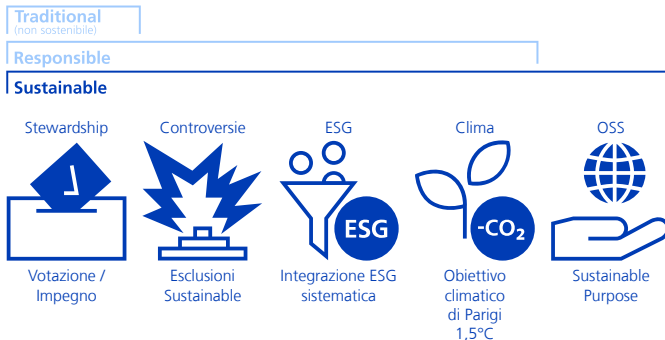 Traditional
(non sostenibile)
Responsible
Sustainable
Stewardship
Controversie
ESG
Clima
OSS
ESG
-CO₂
Votazione /
Impegno
Esclusioni
Sustainable
Integrazione ESG
sistematica
Obiettivo
climatico
di Parigi
1,5°C
Sustainable
Purpose